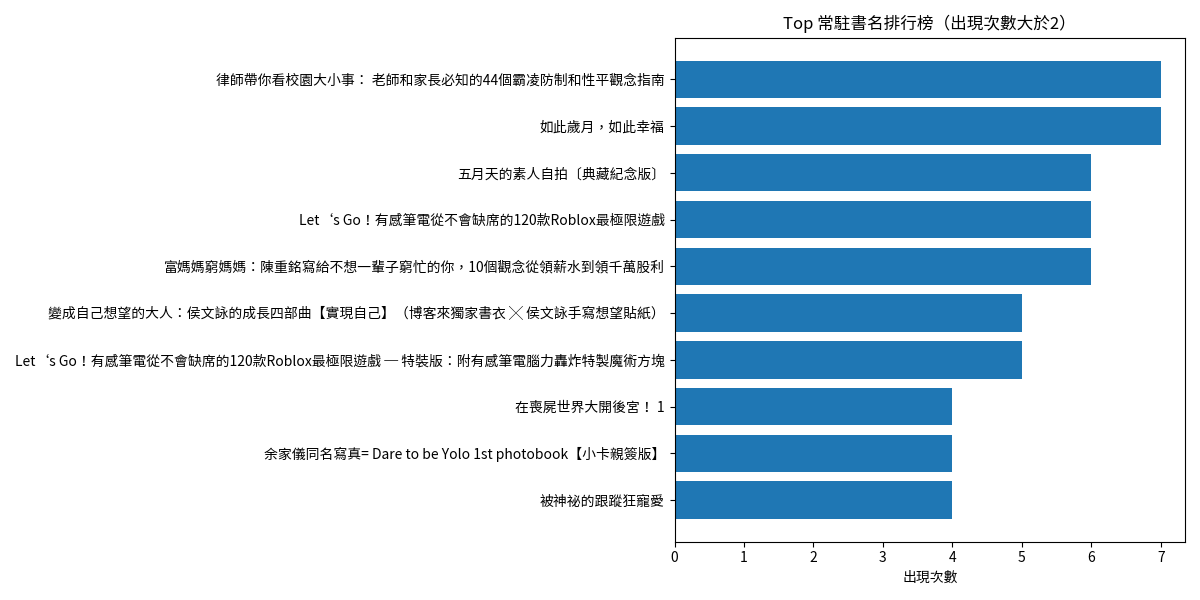 Top 常駐書名排行榜（出現次數大於2）
律師帶你看校園大小事： 老師和家長必知的44個霸凌防制和性平觀念指南
如此歲月，如此幸福
五月天的素人自拍〔典藏紀念版〕
Let‘s Go！有感筆電從不會缺席的120款Roblox最極限遊戲
富媽媽窮媽媽：陳重銘寫給不想一輩子窮忙的你，10個觀念從領薪水到領千萬股利
變成自己想望的大人：侯文詠的成長四部曲【實現自己】（博客來獨家書衣╳侯文詠手寫想望貼紙）
Let‘s Go！有感筆電從不會缺席的120款Roblox最極限遊戲 ─ 特裝版：附有感筆電腦力轟炸特製魔術方塊
在喪屍世界大開後宮！ 1
余家儀同名寫真= Dare to be Yolo 1st photobook【小卡親簽版】
被神祕的跟蹤狂寵愛
0 1 2 3 4 5 6 7
出現次數